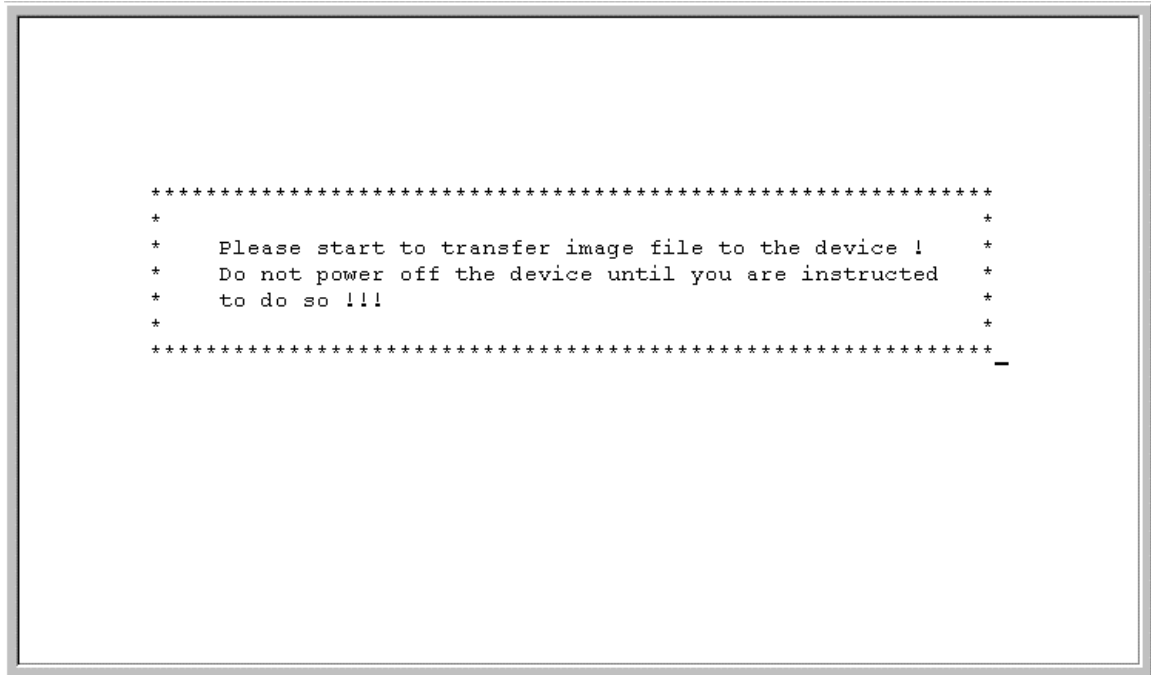 **************************************************************
* *
* Please start to transfer image file to the device ! *
* Do not power off the device until you are instructed *
* to do so !!! *
* *
**************************************************************_